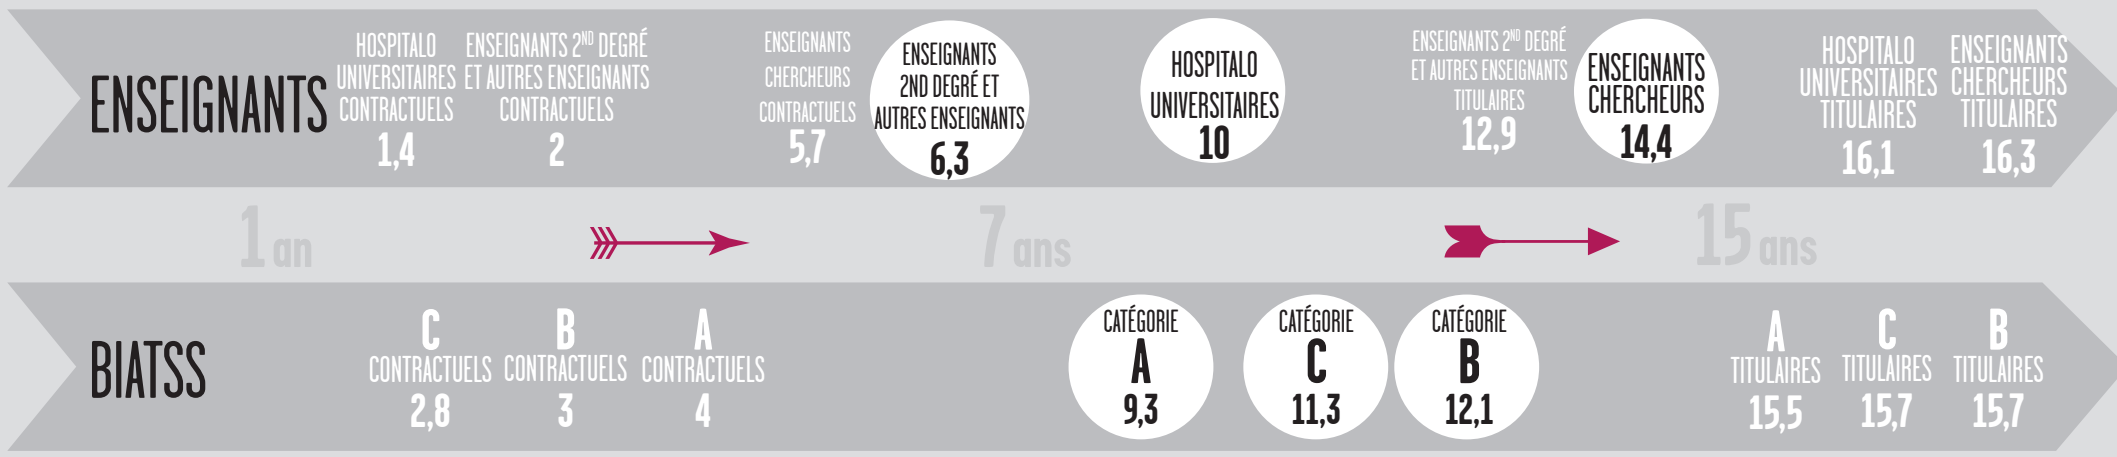 ENSEIGNANTS
HOSPITALO
UNIVERSITAIRES
CONTRACTUELS
1,4
ENSEIGNANTS 2ND DEGRÉ
ET AUTRES ENSEIGNANTS
CONTRACTUELS
2
ENSEIGNANTS
CHERCHEURS
CONTRACTUELS
5,7
ENSEIGNANTS
2ND DEGRÉ ET
AUTRES ENSEIGNANTS
6,3
HOSPITALO
UNIVERSITAIRES
10
ENSEIGNANTS 2ND DEGRÉ
ET AUTRES ENSEIGNANTS
TITULAIRES
12,9
ENSEIGNANTS
CHERCHEURS
14,4
HOSPITALO
UNIVERSITAIRES
TITULAIRES
16,1
ENSEIGNANTS
CHERCHEURS
TITULAIRES
16,3
1 an
7 ans
15 ans
BIATSS
C
CONTRACTUELS
2,8
B
CONTRACTUELS
3
A
CONTRACTUELS
4
CATÉGORIE
A
9,3
CATÉGORIE
C
11,3
CATÉGORIE
B
12,1
A
TITULAIRES
15,5
C
TITULAIRES
15,7
B
TITULAIRES
15,7